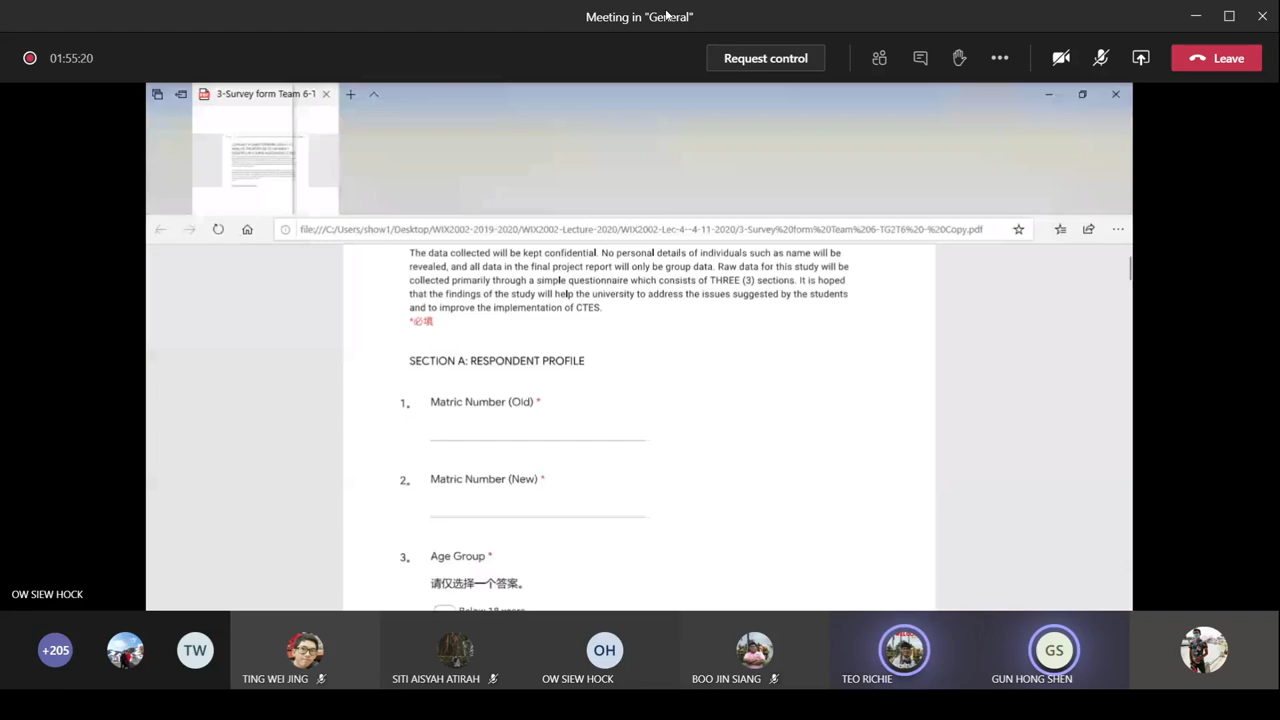 Meeting in "General"
01:55:20
Request control
Leave
3-Survey form Team 6-T
file:///C:/Users/show1/Desktop/WIX2002-2019-2020/WIX2002-Lecture-2020/WIX2002-Lec-4--4-11-2020/3-Survey%20form%20Team%206-TG2T6%20-%20Copy.pdf
The data collected will be kept confidential. No personal details of individuals such as name will be
revealed, and all data in the final project report will only be group data. Raw data for this study will be
collected primarily through a simple questionnaire which consists of THREE (3) sections. It is hoped
that the findings of the study will help the university to address the issues suggested by the students
and to improve the implementation of CTES.
*必填
SECTION A: RESPONDENT PROFILE
1. Matric Number (Old) *
2. Matric Number (New) *
3. Age Group *
请仅选择一个答案。
Below 18 years
OW SIEW HOCK
+205
TW
TING WEI JING
SITI AISYAH ATIRAH
OH
OW SIEW HOCK
BOO JIN SIANG
TEO RICHIE
GS
GUN HONG SHEN